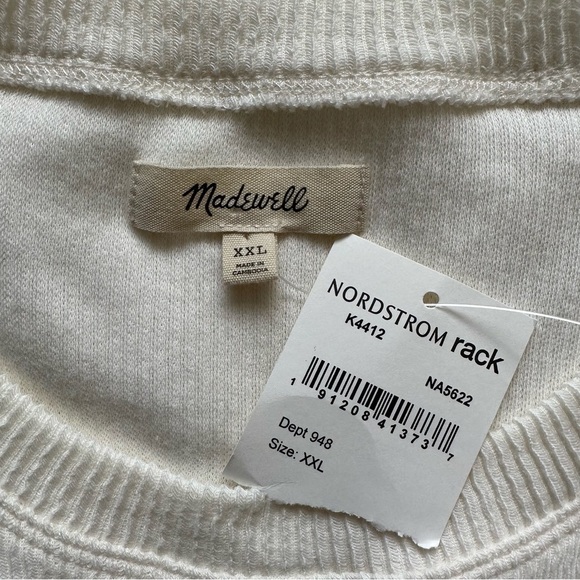 Madewell
XXL
MADE IN
CAMBODIA
NORDSTROM rack
K4412
NA5622
1 91208 41373 7
Dept 948
Size: XXL